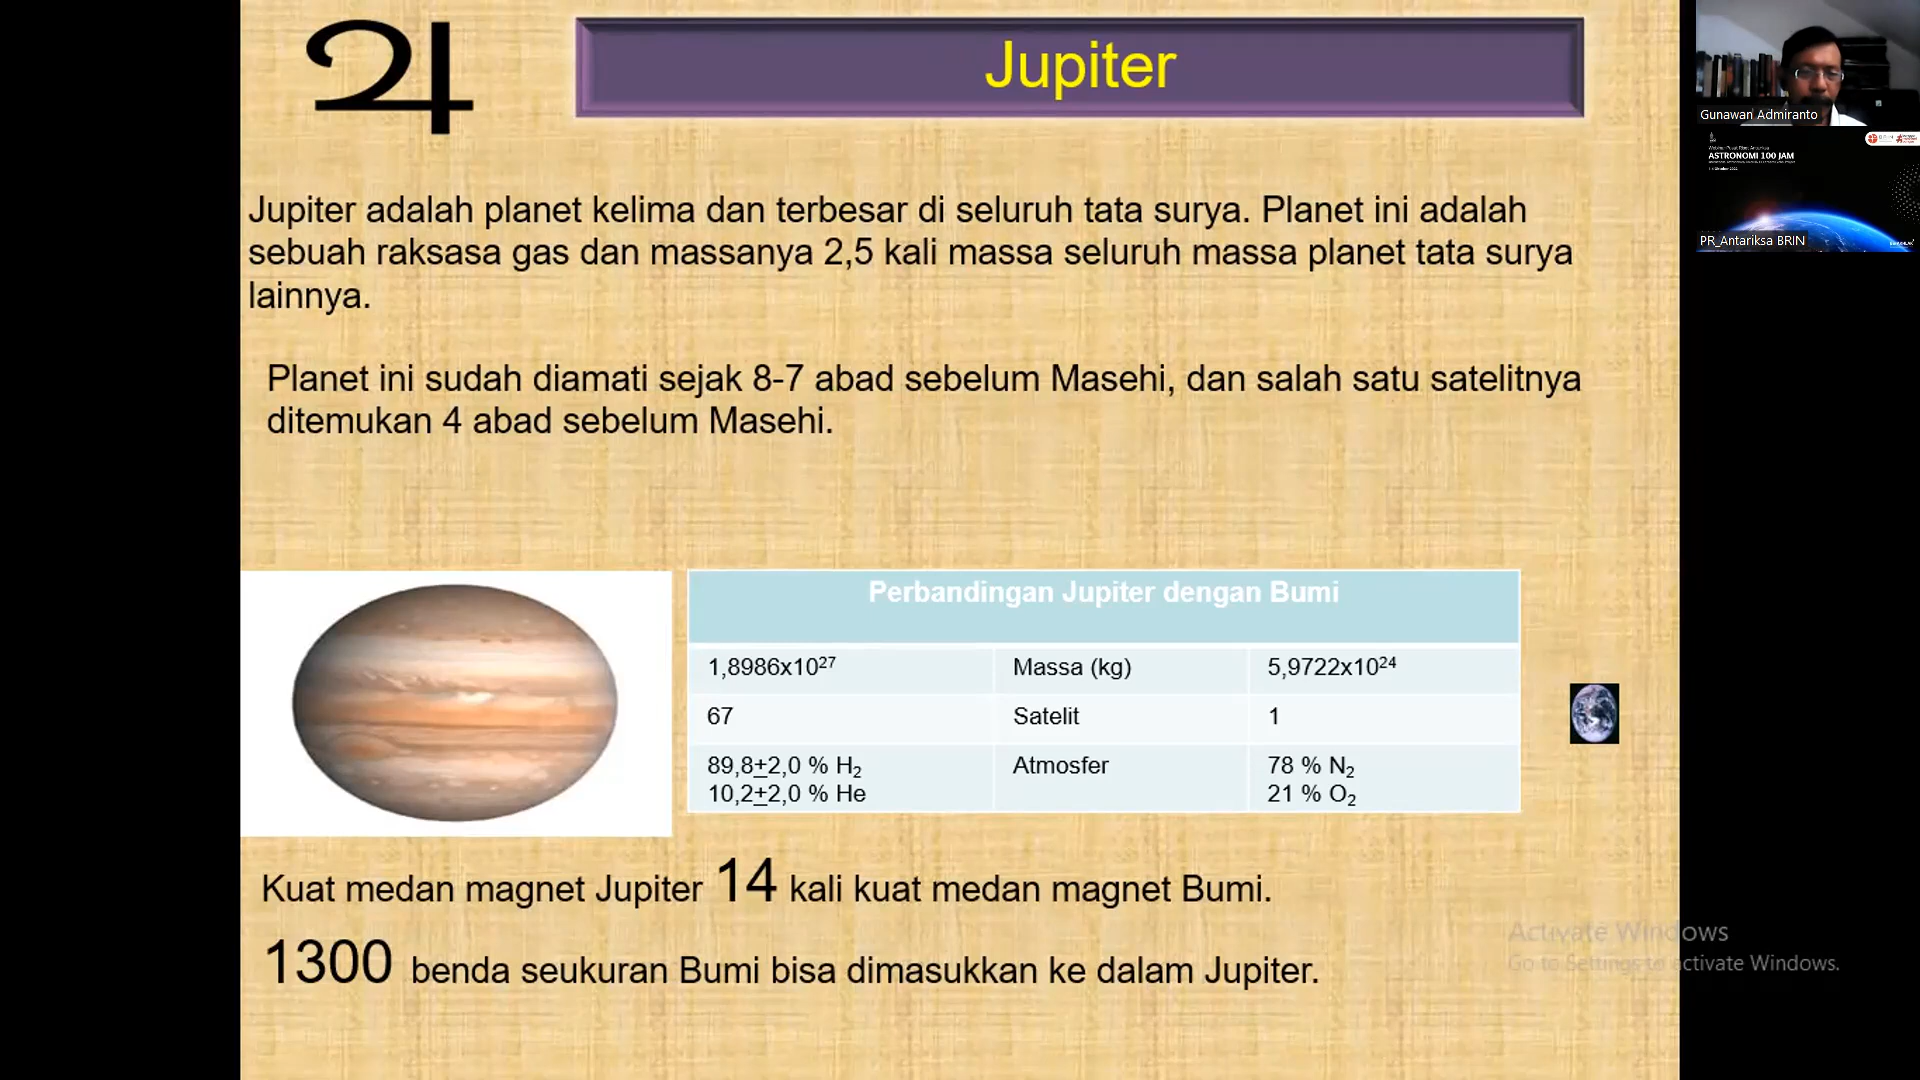 Jupiter
Jupiter adalah planet kelima dan terbesar di seluruh tata surya. Planet ini adalah
sebuah raksasa gas dan massanya 2,5 kali massa seluruh massa planet tata surya
lainnya.
Planet ini sudah diamati sejak 8-7 abad sebelum Masehi, dan salah satu satelitnya
ditemukan 4 abad sebelum Masehi.
Perbandingan Jupiter dengan Bumi
1,8986x10²⁷ Massa (kg) 5,9722x10²⁴
67 Satelit 1
89,8±2,0 % H₂ Atmosfer 78 % N₂
10,2±2,0 % He 21 % O₂
Kuat medan magnet Jupiter 14 kali kuat medan magnet Bumi.
1300 benda seukuran Bumi bisa dimasukkan ke dalam Jupiter.
Activate Windows
Go to Settings to activate Windows.
Gunawan Admiranto
ASTRONOMI 100 JAM
PR_Antariksa BRIN